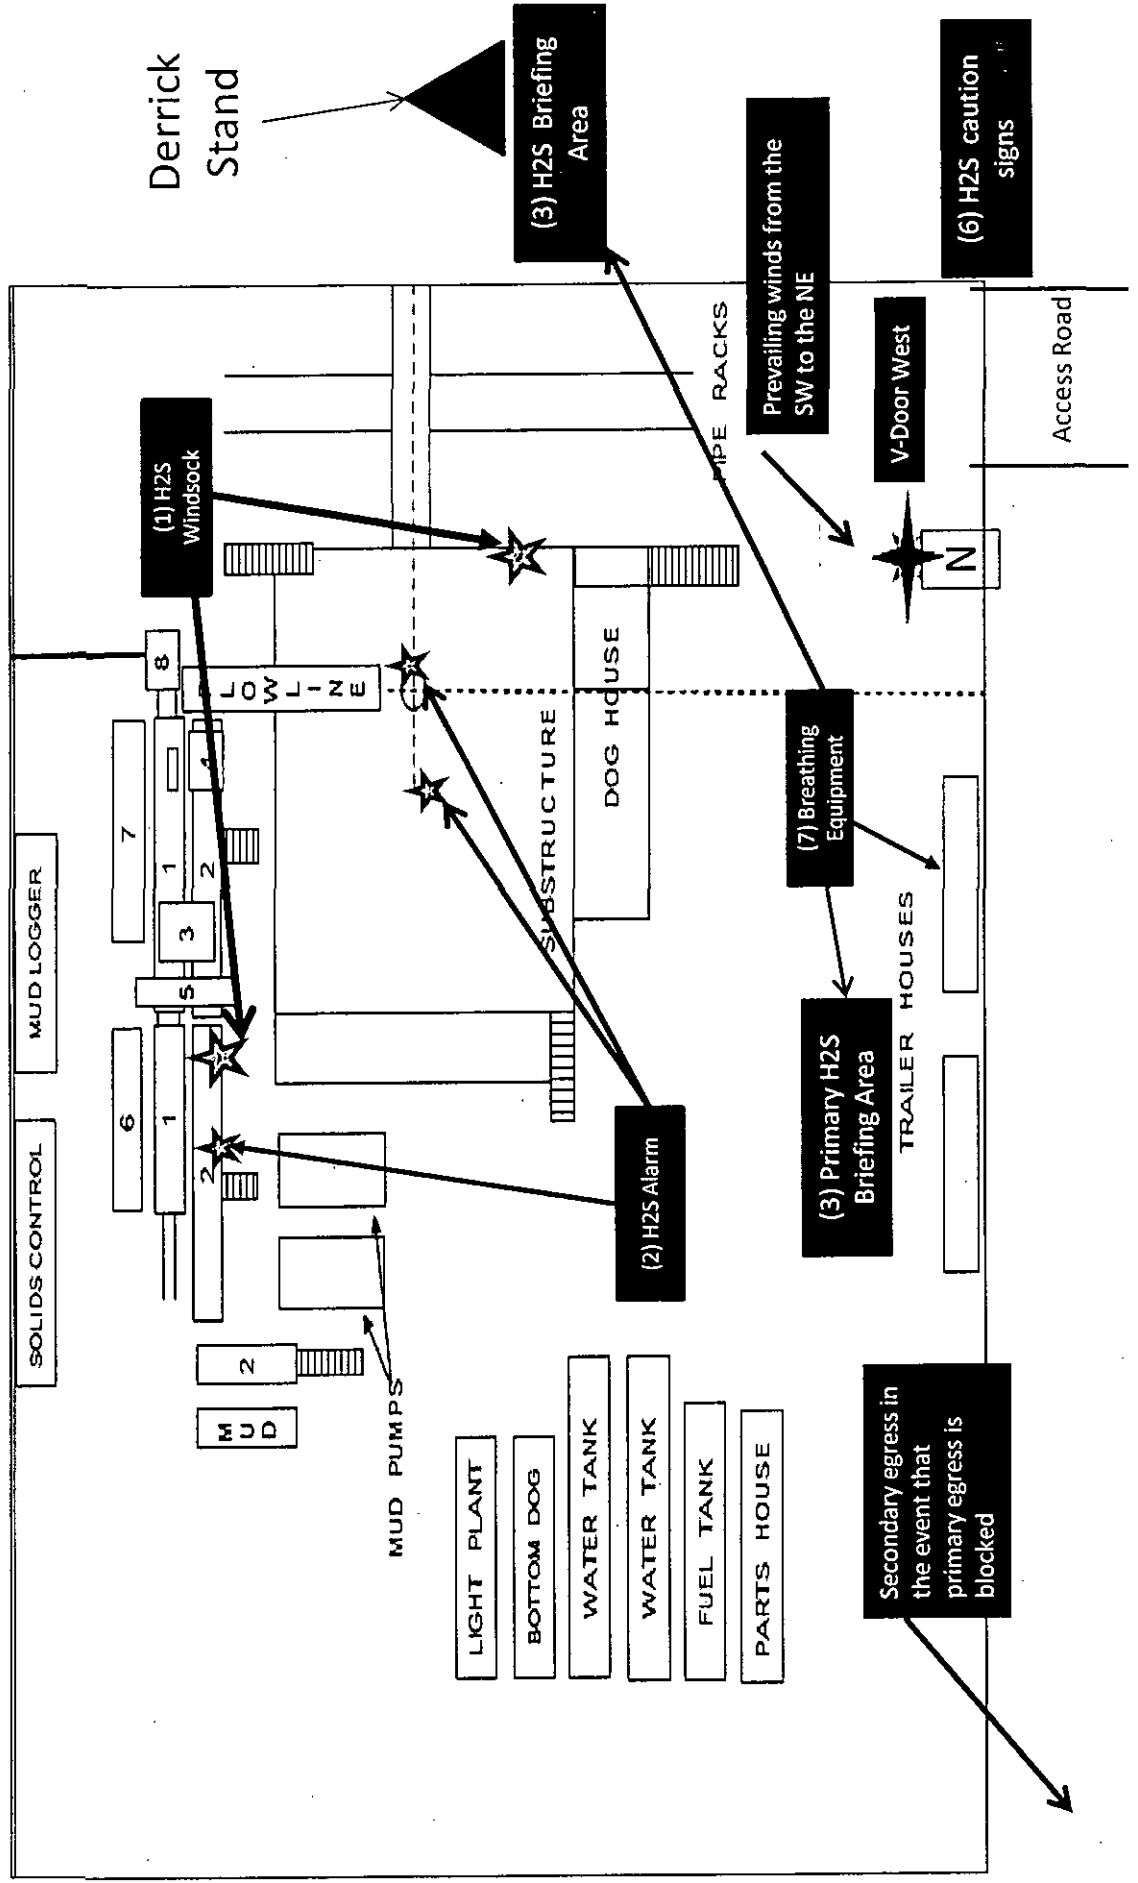 SOLIDS CONTROL
MUD LOGGER
6
7
Derrick
Stand
1
5
3
1
8
(1) H2S
Windsock
MUD
2
2
2
4
FLOW
LINE
MUD PUMPS
LIGHT PLANT
BOTTOM DOG
WATER TANK
WATER TANK
FUEL TANK
PARTS HOUSE
SUBSTRUCTURE
DOG HOUSE
(3) H2S Briefing
Area
(2) H2S Alarm
PIPE RACKS
Prevailing winds from the
SW to the NE
(7) Breathing
Equipment
(3) Primary H2S
Briefing Area
TRAILER HOUSES
V-Door West
N
(6) H2S caution
signs
Secondary egress in
the event that
primary egress is
blocked
Access Road